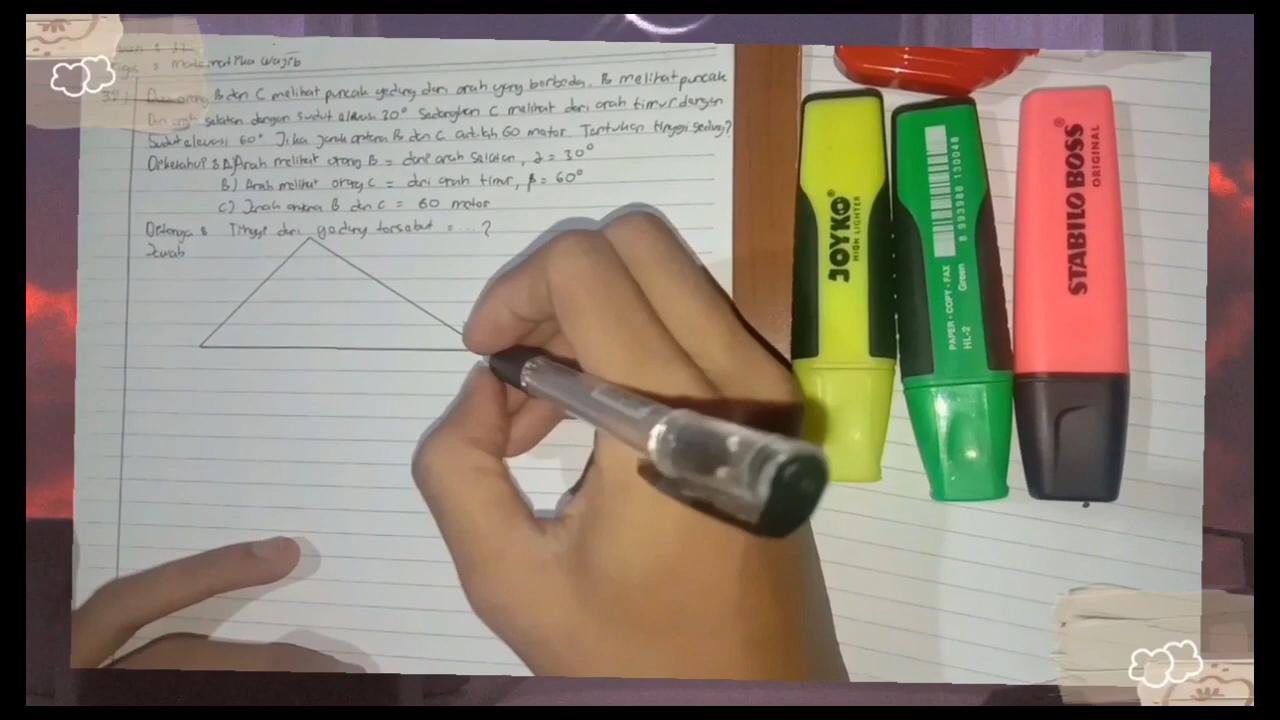 = matematika wajib
Dua orang B dan C melihat puncak gedung dari arah yang berbeda. B melihat puncak
Dari arah selatan dengan sudut elevasi 30° Sedangkan C melihat dari arah timur dengan
Sudut elevasi 60° Jika jarak antara B dan C adalah 60 meter. Tentukan tinggi gedung?
Diketahui = A) Arah melihat orang B = dari arah Selatan, = 30°
B) Arah melihat orang C = dari arah timur, β = 60°
C) Jarak antara B dan C = 60 meter
Ditanya = Tinggi dari gedung tersebut = ...?
Jawab
JOYKO®
HIGH LIGHTER
PAPER • COPY • FAX
HL-2 Green
8 993988 130048
STABILO BOSS®
ORIGINAL